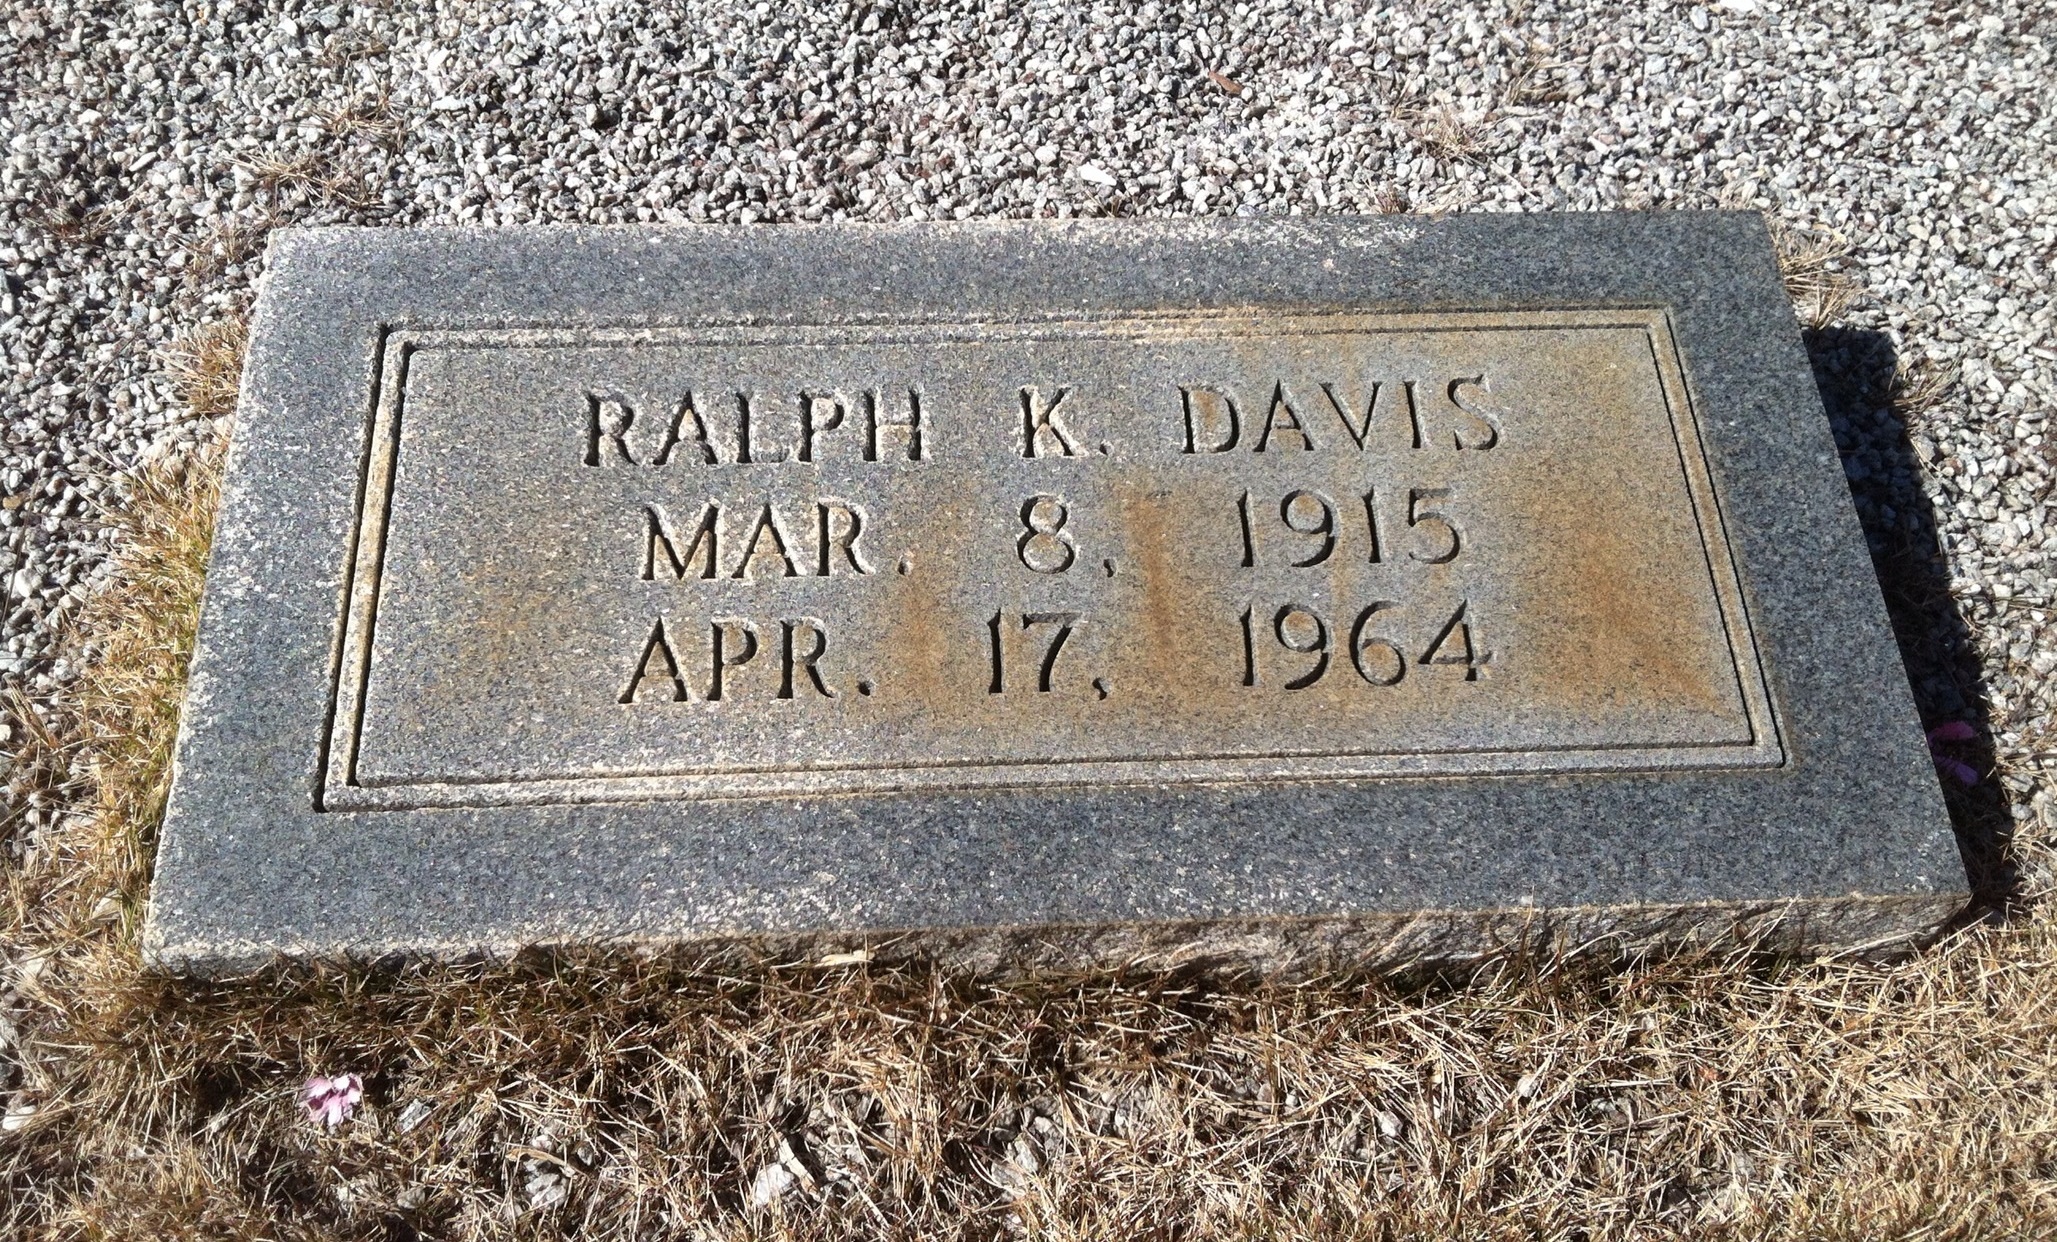 RALPH K. DAVIS
MAR. 8, 1915
APR. 17, 1964